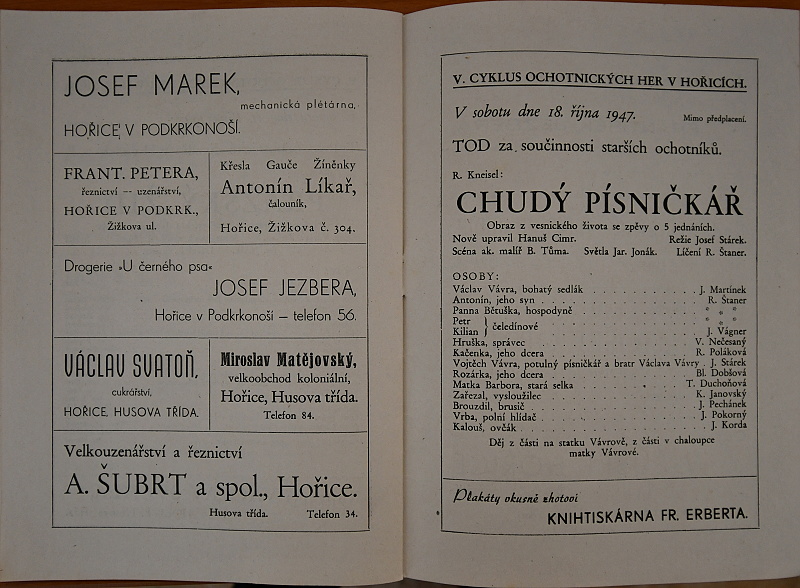 JOSEF MAREK,
mechanická plétárna,
HOŘICE V PODKRKONOŠÍ.
FRANT. PETERA,
řeznictví — uzenářství,
HOŘICE V PODKRK.,
Žižkova ul.
Křesla Gauče Žíněnky
Antonín Líkař,
čalouník,
Hořice, Žižkova č. 304.
Drogerie »U černého psa«
JOSEF JEZBERA,
Hořice v Podkrkonoší — telefon 56.
VÁCLAV SVATOŇ,
cukrářství,
HOŘICE, HUSOVA TŘÍDA.
Miroslav Matějovský,
velkoobchod koloniální,
Hořice, Husova třída.
Telefon 84.
Velkouzenářství a řeznictví
A. ŠUBRT a spol., Hořice.
Husova třída. Telefon 34.
V. CYKLUS OCHOTNICKÝCH HER V HOŘICÍCH.
V sobotu dne 18. října 1947. Mimo předplacení.
TOD za součinnosti starších ochotníků.
R. Kneisel:
CHUDÝ PÍSNIČKÁŘ
Obraz z vesnického života se zpěvy o 5 jednáních.
Nově upravil Hanuš Cimr. Režie Josef Stárek.
Scéna ak. malíř B. Tůma. Světla Jar. Jonák. Líčení R. Štaner.
OSOBY:
Václav Vávra, bohatý sedlák . . . . . . . . . . J. Martinek
Antonín, jeho syn . . . . . . . . . . . . . . R. Štaner
Panna Bětuška, hospodyně . . . . . . . . . . * * *
Petr } čeledínové . . . . . . . . . . . . . * * *
Kilian } čeledínové . . . . . . . . . . . . . J. Vágner
Hruška, správec . . . . . . . . . . . . . . V. Nečesaný
Kačenka, jeho dcera . . . . . . . . . . . . R. Poláková
Vojtěch Vávra, potulný písničkář a bratr Václava Vávry . J. Stárek
Rozárka, jeho dcera . . . . . . . . . . . . Bl. Dobšová
Matka Barbora, stará selka . . . . . . . . . T. Duchoňová
Zařezal, vysloužilec . . . . . . . . . . . . K. Janovský
Brouzdil, brusič . . . . . . . . . . . . . . J. Pechánek
Vrba, polní hlídač . . . . . . . . . . . . . J. Pokorný
Kalouš, ovčák . . . . . . . . . . . . . . . J. Korda
Děj z části na statku Vávrově, z části v chaloupce
matky Vávrové.
Plakáty vkusně zhotoví
KNIHTISKÁRNA FR. ERBERTA.